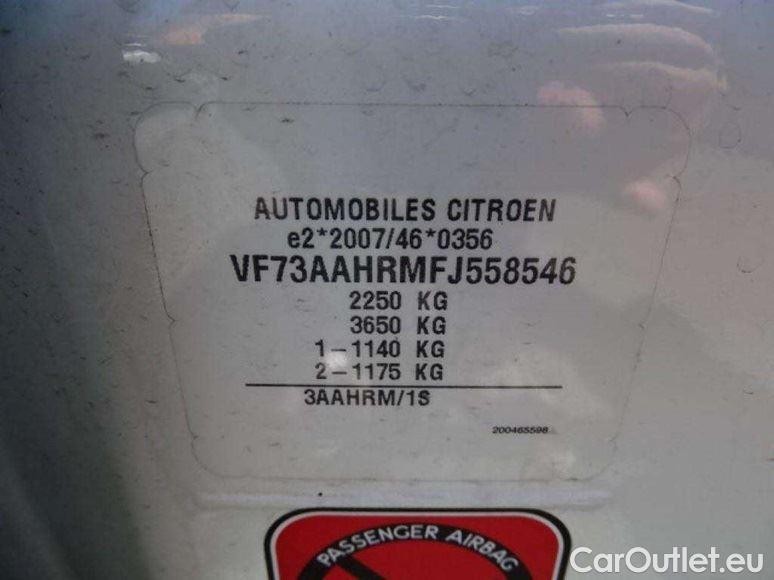 AUTOMOBILES CITROEN
e2*2007/46*0356
VF73AAHRMFJ558546
2250 KG
3650 KG
1-1140 KG
2-1175 KG
3AAHRM/1S
200465598
PASSENGER AIRBAG
CarOutlet.eu